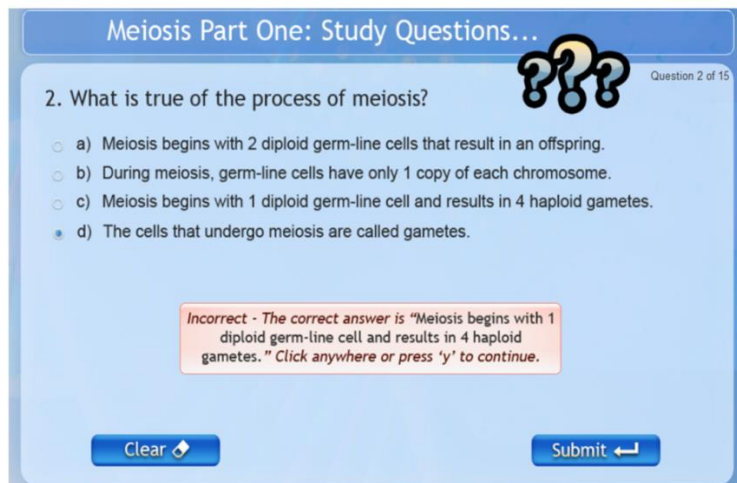 Meiosis Part One: Study Questions...
Question 2 of 15
2. What is true of the process of meiosis?
a) Meiosis begins with 2 diploid germ-line cells that result in an offspring.
b) During meiosis, germ-line cells have only 1 copy of each chromosome.
c) Meiosis begins with 1 diploid germ-line cell and results in 4 haploid gametes.
d) The cells that undergo meiosis are called gametes.
Incorrect - The correct answer is “Meiosis begins with 1
diploid germ-line cell and results in 4 haploid
gametes.” Click anywhere or press ‘y’ to continue.
Clear
Submit